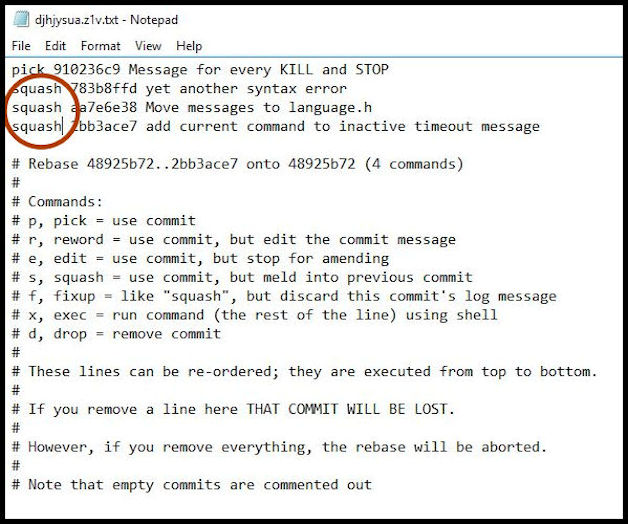 djhjysua.z1v.txt - Notepad
File Edit Format View Help
pick 910236c9 Message for every KILL and STOP
squash 783b8ffd yet another syntax error
squash aa7e6e38 Move messages to language.h
squash 2bb3ace7 add current command to inactive timeout message
# Rebase 48925b72..2bb3ace7 onto 48925b72 (4 commands)
#
# Commands:
# p, pick = use commit
# r, reword = use commit, but edit the commit message
# e, edit = use commit, but stop for amending
# s, squash = use commit, but meld into previous commit
# f, fixup = like "squash", but discard this commit's log message
# x, exec = run command (the rest of the line) using shell
# d, drop = remove commit
#
# These lines can be re-ordered; they are executed from top to bottom.
#
# If you remove a line here THAT COMMIT WILL BE LOST.
#
# However, if you remove everything, the rebase will be aborted.
#
# Note that empty commits are commented out